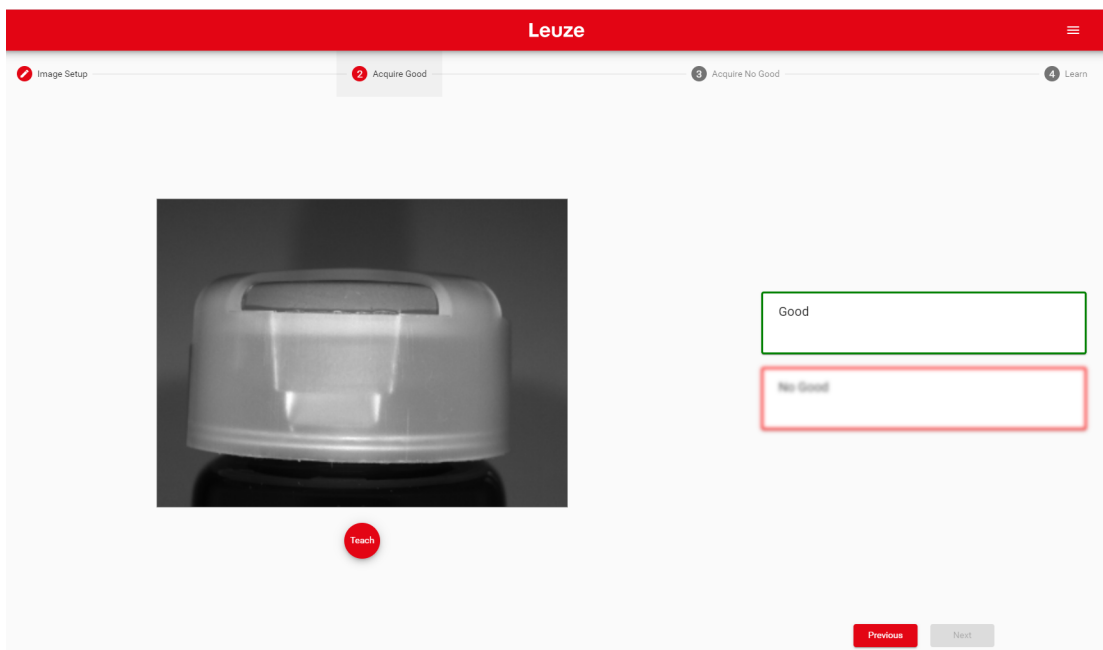 Leuze
Image Setup
2 Acquire Good
3 Acquire No Good
4 Learn
Good
No Good
Teach
Previous
Next